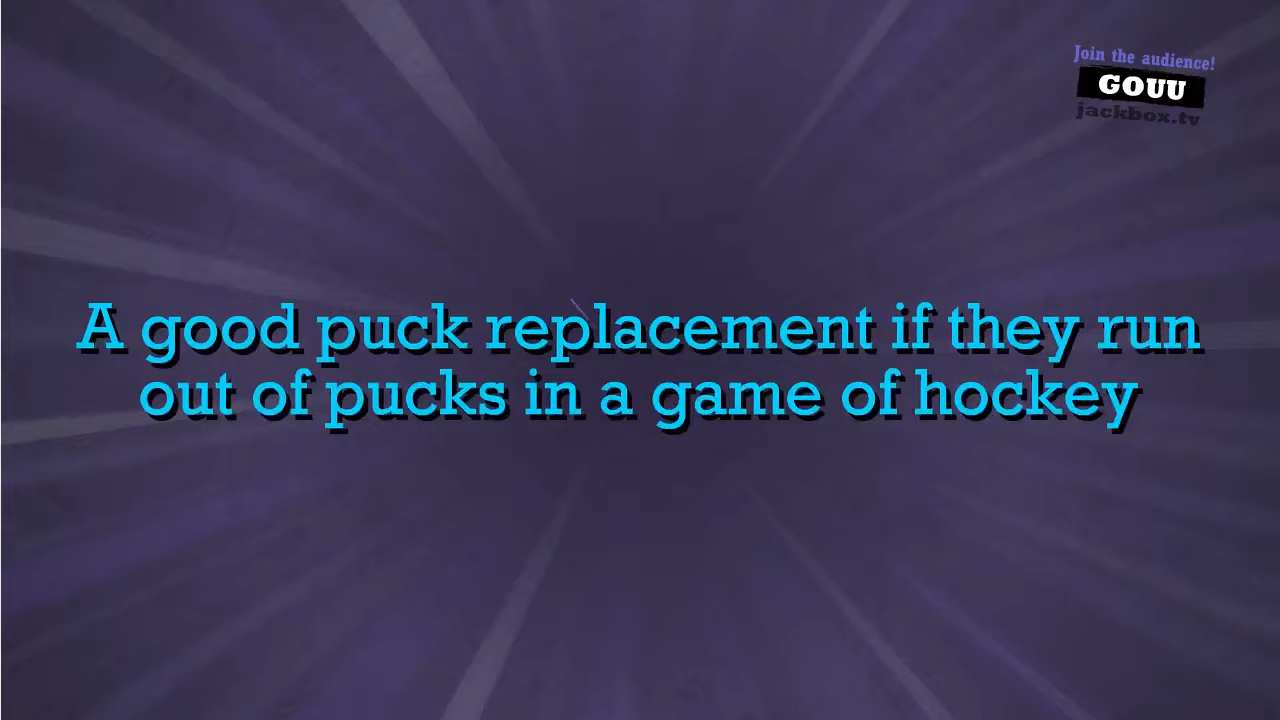 Join the audience!
GOUU
jackbox.tv
A good puck replacement if they run
out of pucks in a game of hockey